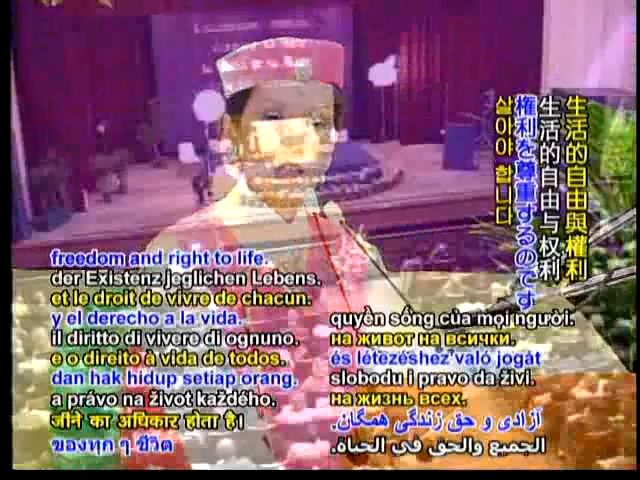 生活的自由與權利
生活的自由与权利
権利を尊重するのです
살아야 합니다
freedom and right to life.
der Existenz jeglichen Lebens.
et le droit de vivre de chacun.
y el derecho a la vida.
il diritto di vivere di ognuno.
e o direito à vida de todos.
dan hak hidup setiap orang.
a právo na život každého.
जीने का अधिकार होता है।
ของทุก ๆ ชีวิต
quyền sống của mọi người.
на живот на всички.
és létezéshez való jogát
slobodu i pravo da živi.
на жизнь всех.
آزادی و حق زندگی همگان.
الجميع والحق في الحياة.